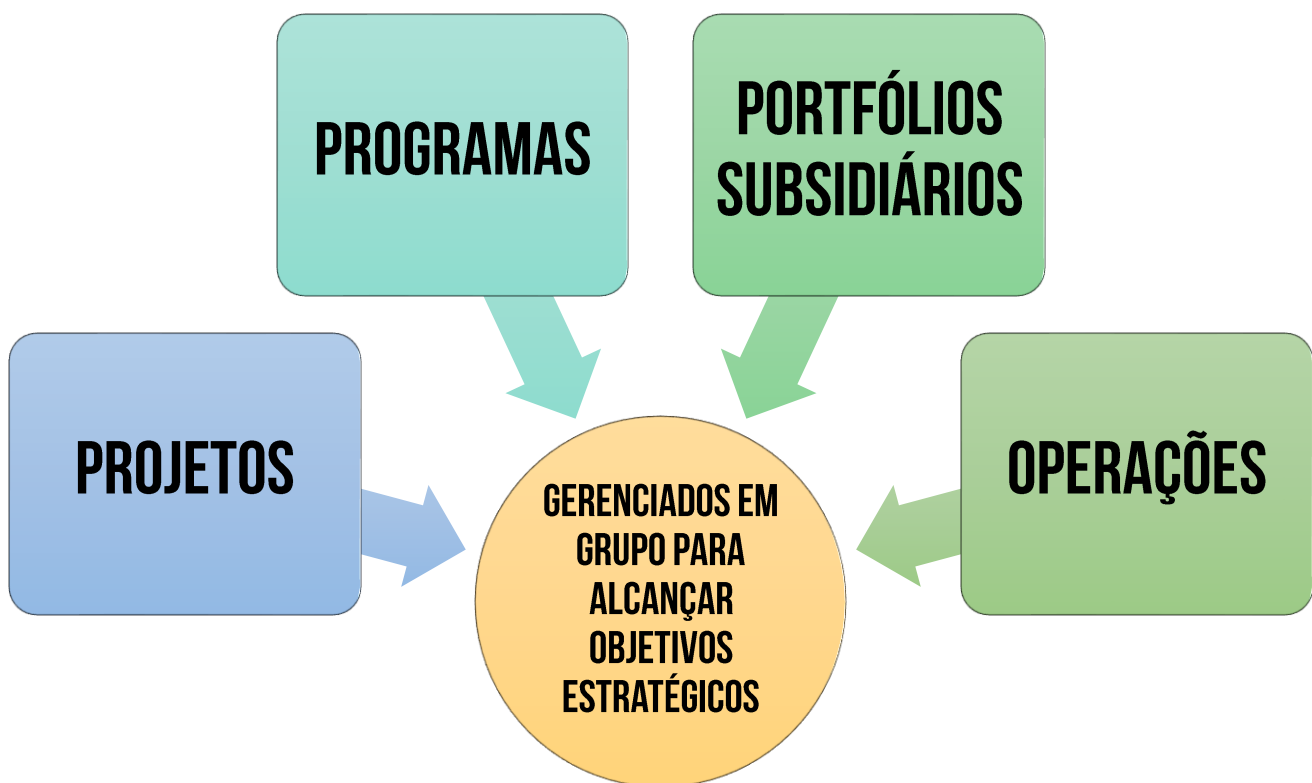 PROGRAMAS
PORTFÓLIOS
SUBSIDIÁRIOS
PROJETOS
OPERAÇÕES
GERENCIADOS EM
GRUPO PARA
ALCANÇAR
OBJETIVOS
ESTRATÉGICOS